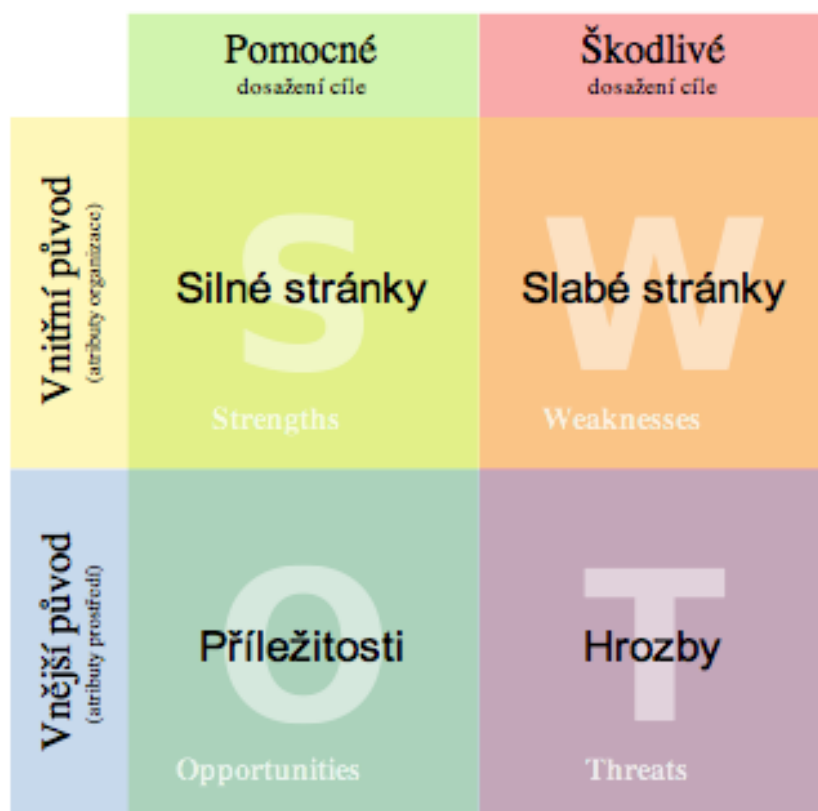 Pomocné
dosažení cíle
Škodlivé
dosažení cíle
Vnitřní původ
(atributy organizace)
S
Silné stránky
Strengths
W
Slabé stránky
Weaknesses
Vnější původ
(atributy prostředí)
O
Příležitosti
Opportunities
T
Hrozby
Threats